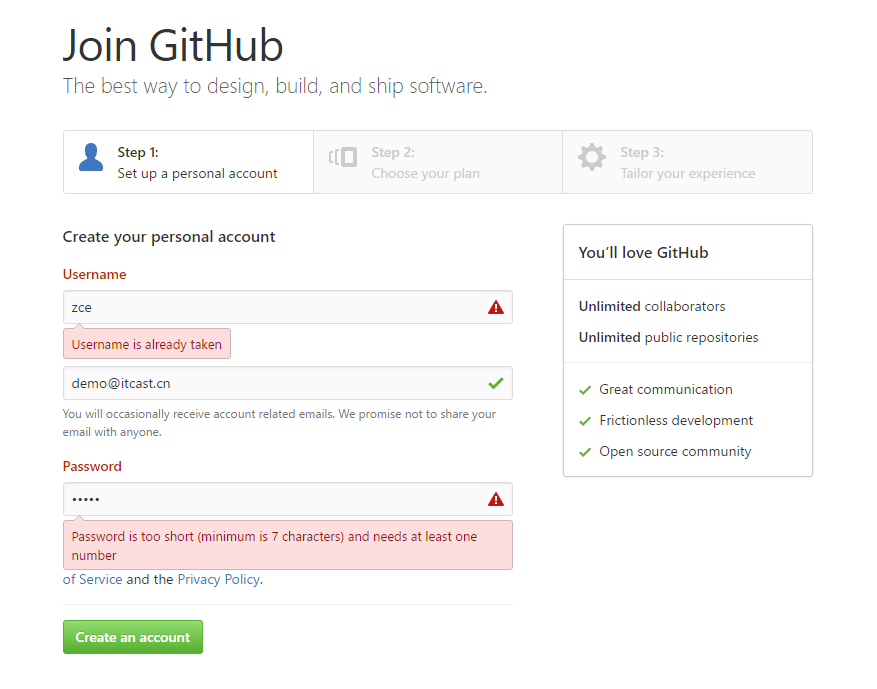 Join GitHub
The best way to design, build, and ship software.
Step 1:
Set up a personal account
Step 2:
Choose your plan
Step 3:
Tailor your experience
Create your personal account
Username
zce
Username is already taken
demo@itcast.cn
You will occasionally receive account related emails. We promise not to share your
email with anyone.
Password
•••••
Password is too short (minimum is 7 characters) and needs at least one
number
of Service and the Privacy Policy.
Create an account
You'll love GitHub
Unlimited collaborators
Unlimited public repositories
Great communication
Frictionless development
Open source community